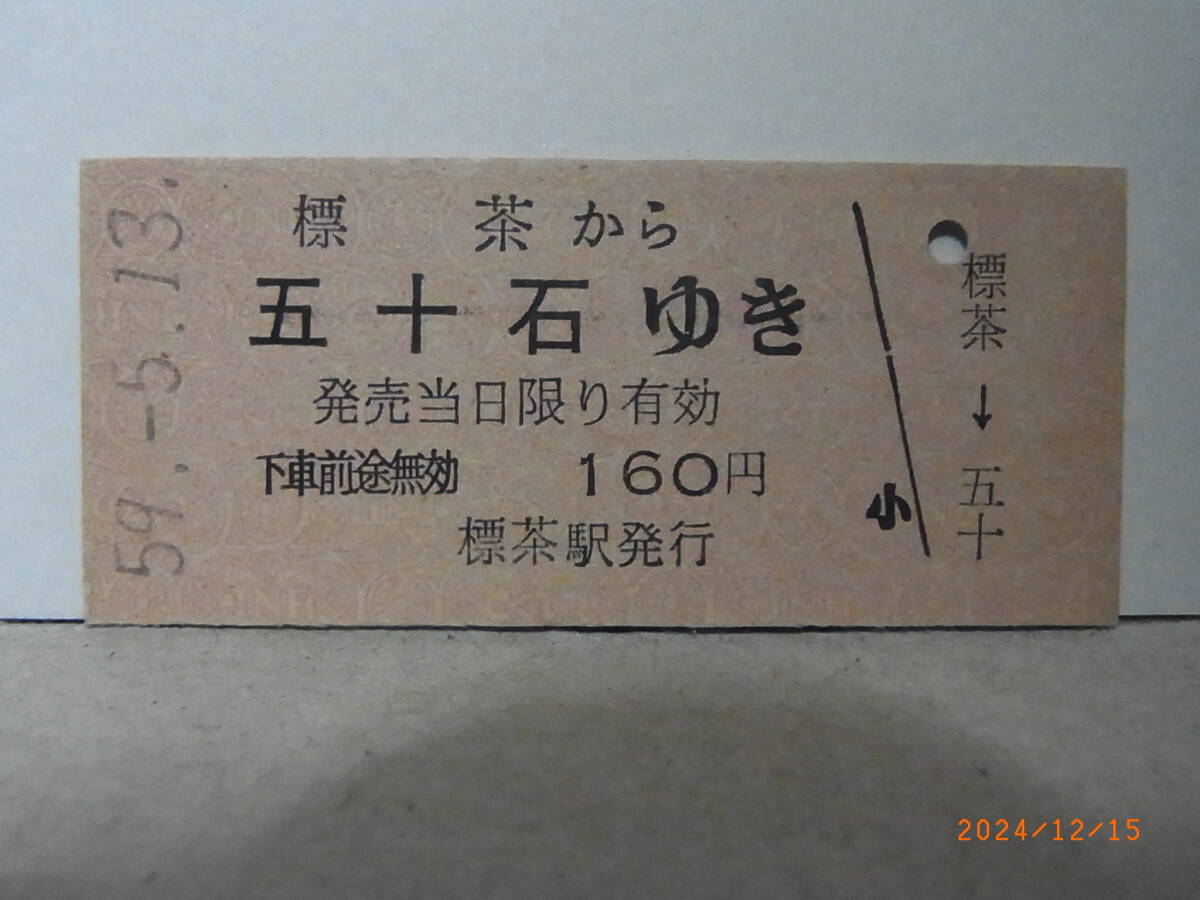 59.-5.13.
標 茶から
五十石ゆき
発売当日限り有効
下車前途無効 160円
標茶駅発行
小
標茶→五十
2024/12/15